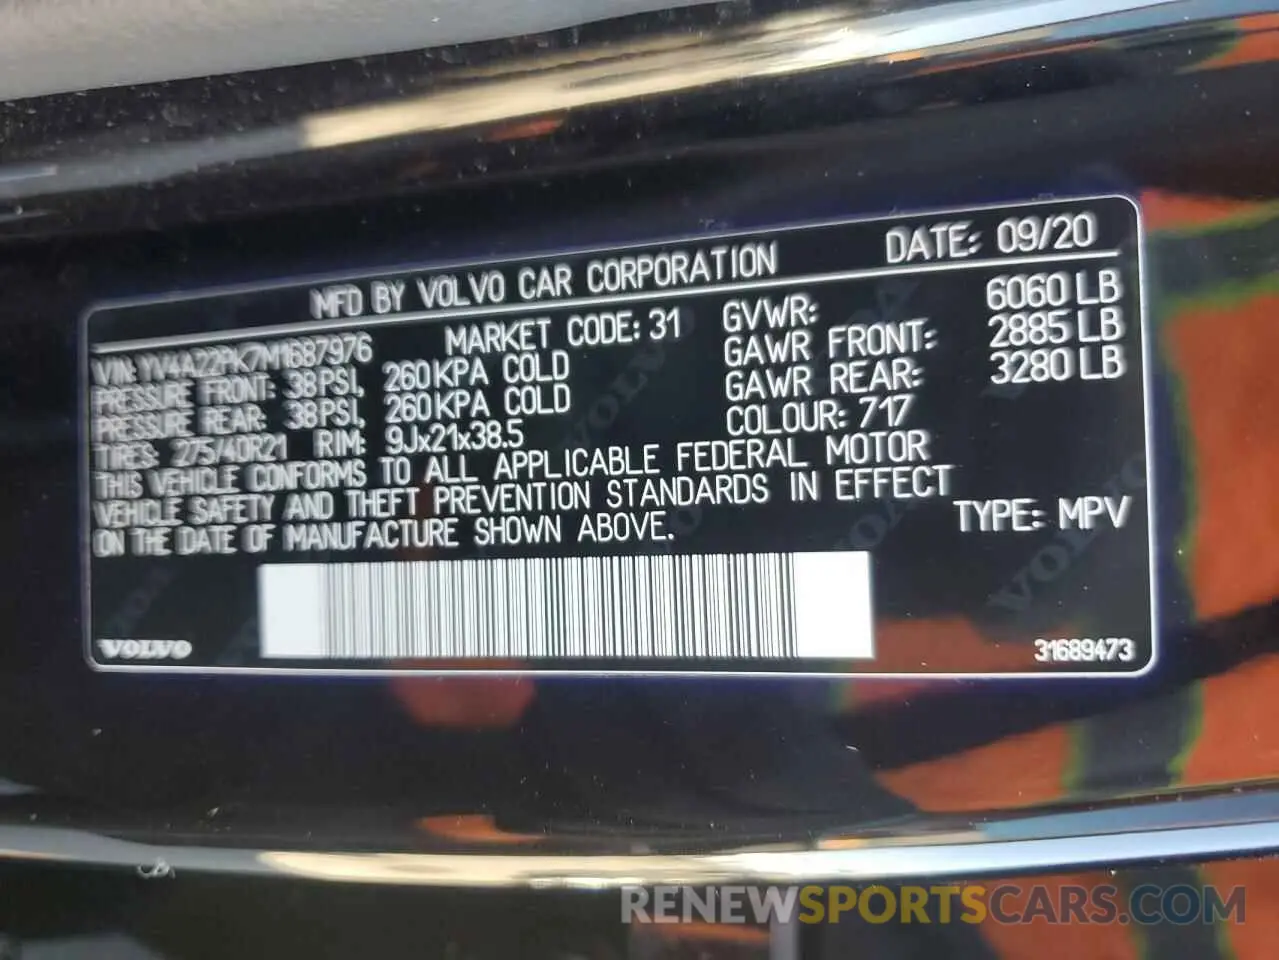 MFD BY VOLVO CAR CORPORATION DATE: 09/20
VIN: YV4A22PK7M1687976 MARKET CODE: 31 GVWR: 6060 LB
PRESSURE FRONT: 38 PSI, 260 KPA COLD GAWR FRONT: 2885 LB
PRESSURE REAR: 38 PSI, 260 KPA COLD GAWR REAR: 3280 LB
TIRES: 275/40R21 RIM: 9Jx21x38.5 COLOUR: 717
THIS VEHICLE CONFORMS TO ALL APPLICABLE FEDERAL MOTOR
VEHICLE SAFETY AND THEFT PREVENTION STANDARDS IN EFFECT
ON THE DATE OF MANUFACTURE SHOWN ABOVE. TYPE: MPV
VOLVO 31689473
RENEWSPORTSCARS.COM